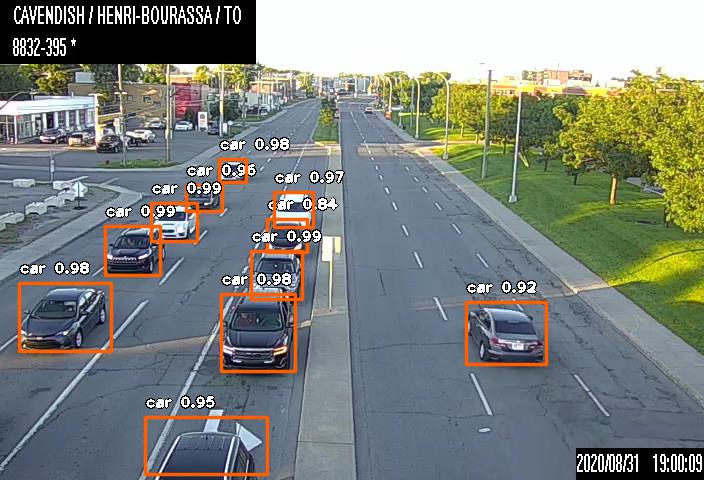 CAVENDISH / HENRI-BOURASSA / TO
8832-395 *
car 0.98
car 0.96
car 0.97
car 0.99
car 0.84
car 0.99
car 0.99
car 0.98
car 0.98
car 0.92
car 0.95
2020/08/31 19:00:09